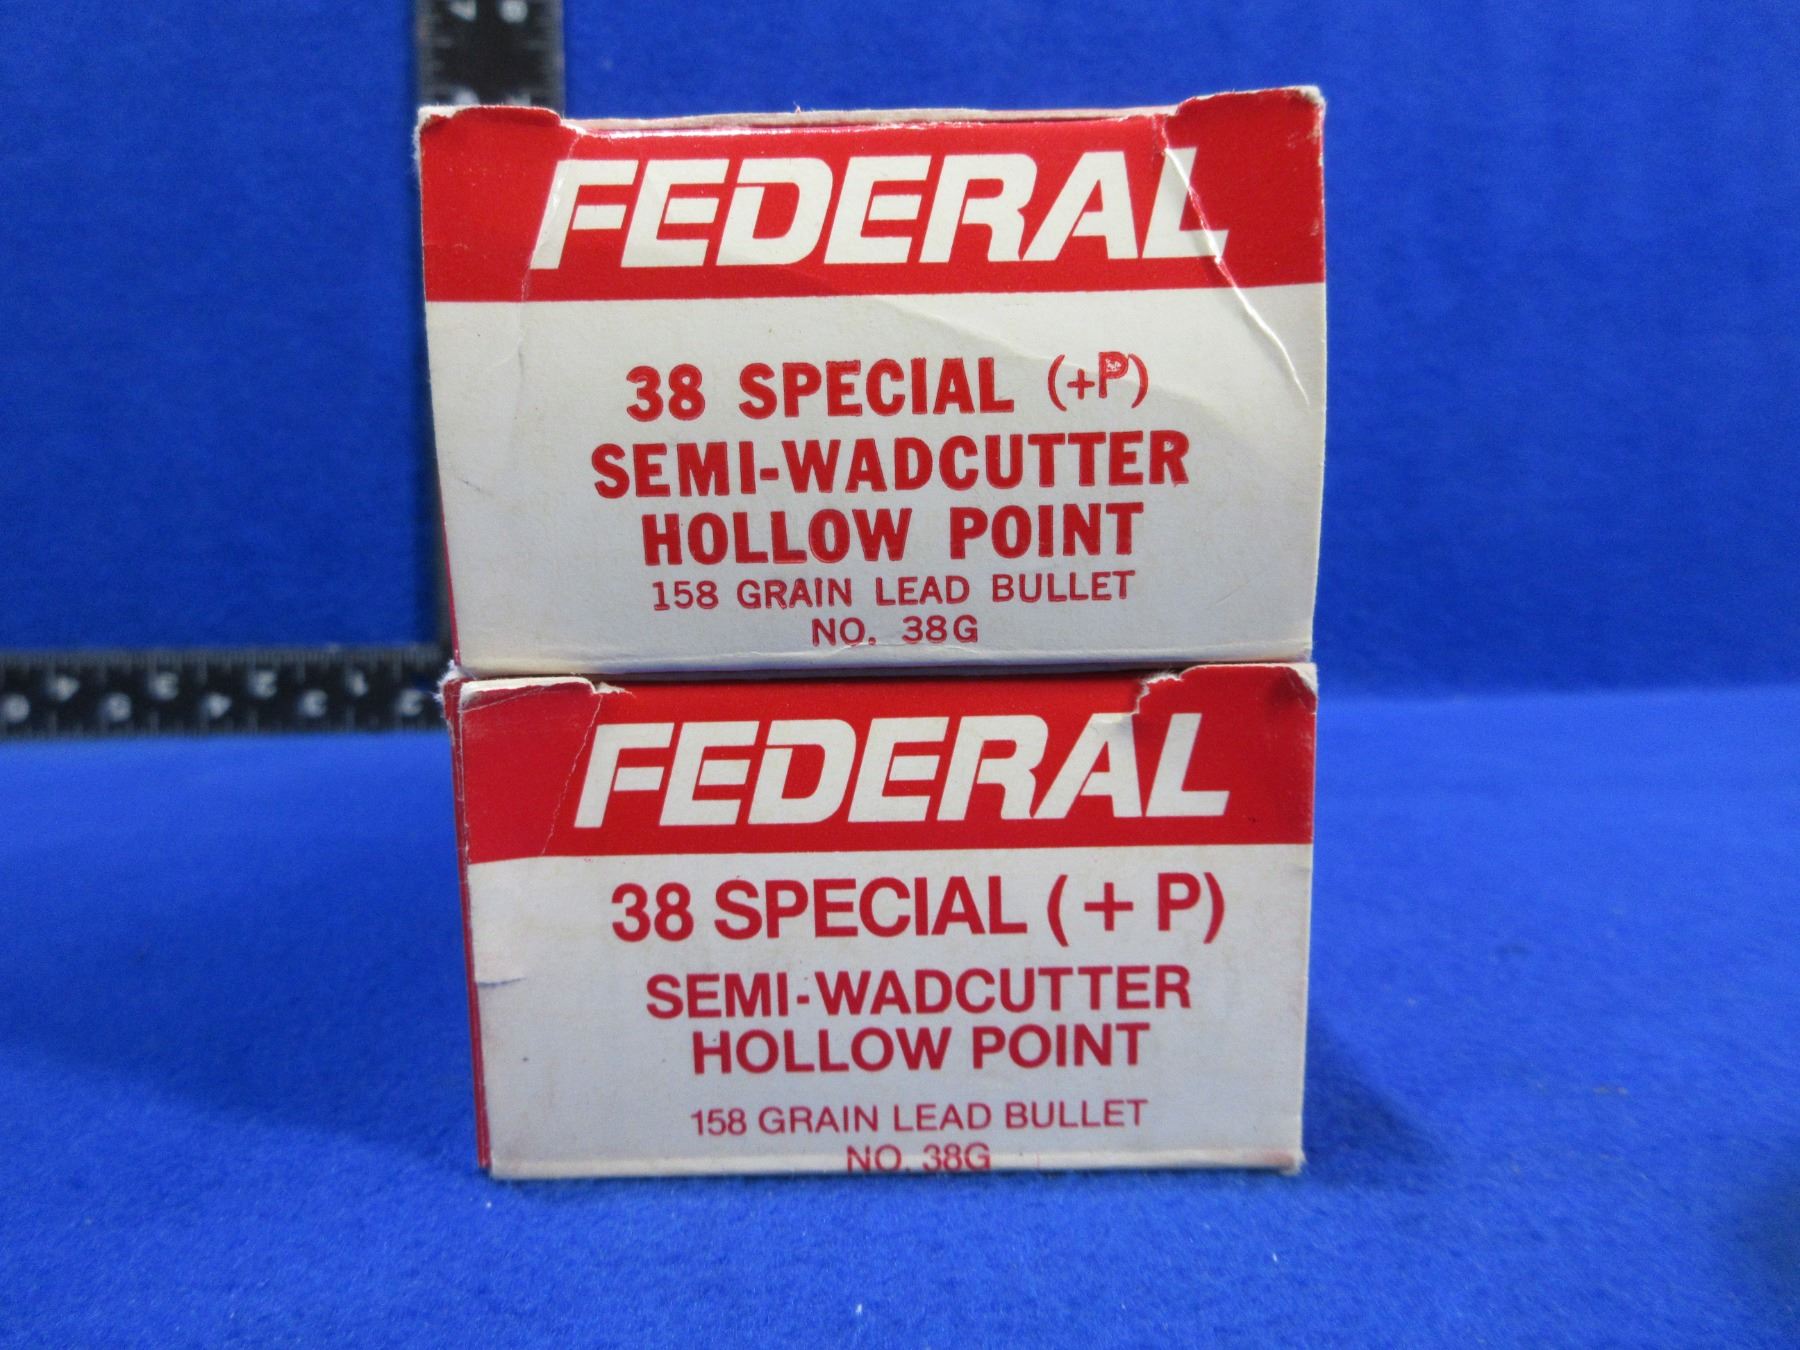 FEDERAL
38 SPECIAL (+P)
SEMI-WADCUTTER
HOLLOW POINT
158 GRAIN LEAD BULLET
NO. 38G
FEDERAL
38 SPECIAL (+ P)
SEMI-WADCUTTER
HOLLOW POINT
158 GRAIN LEAD BULLET
NO. 38G